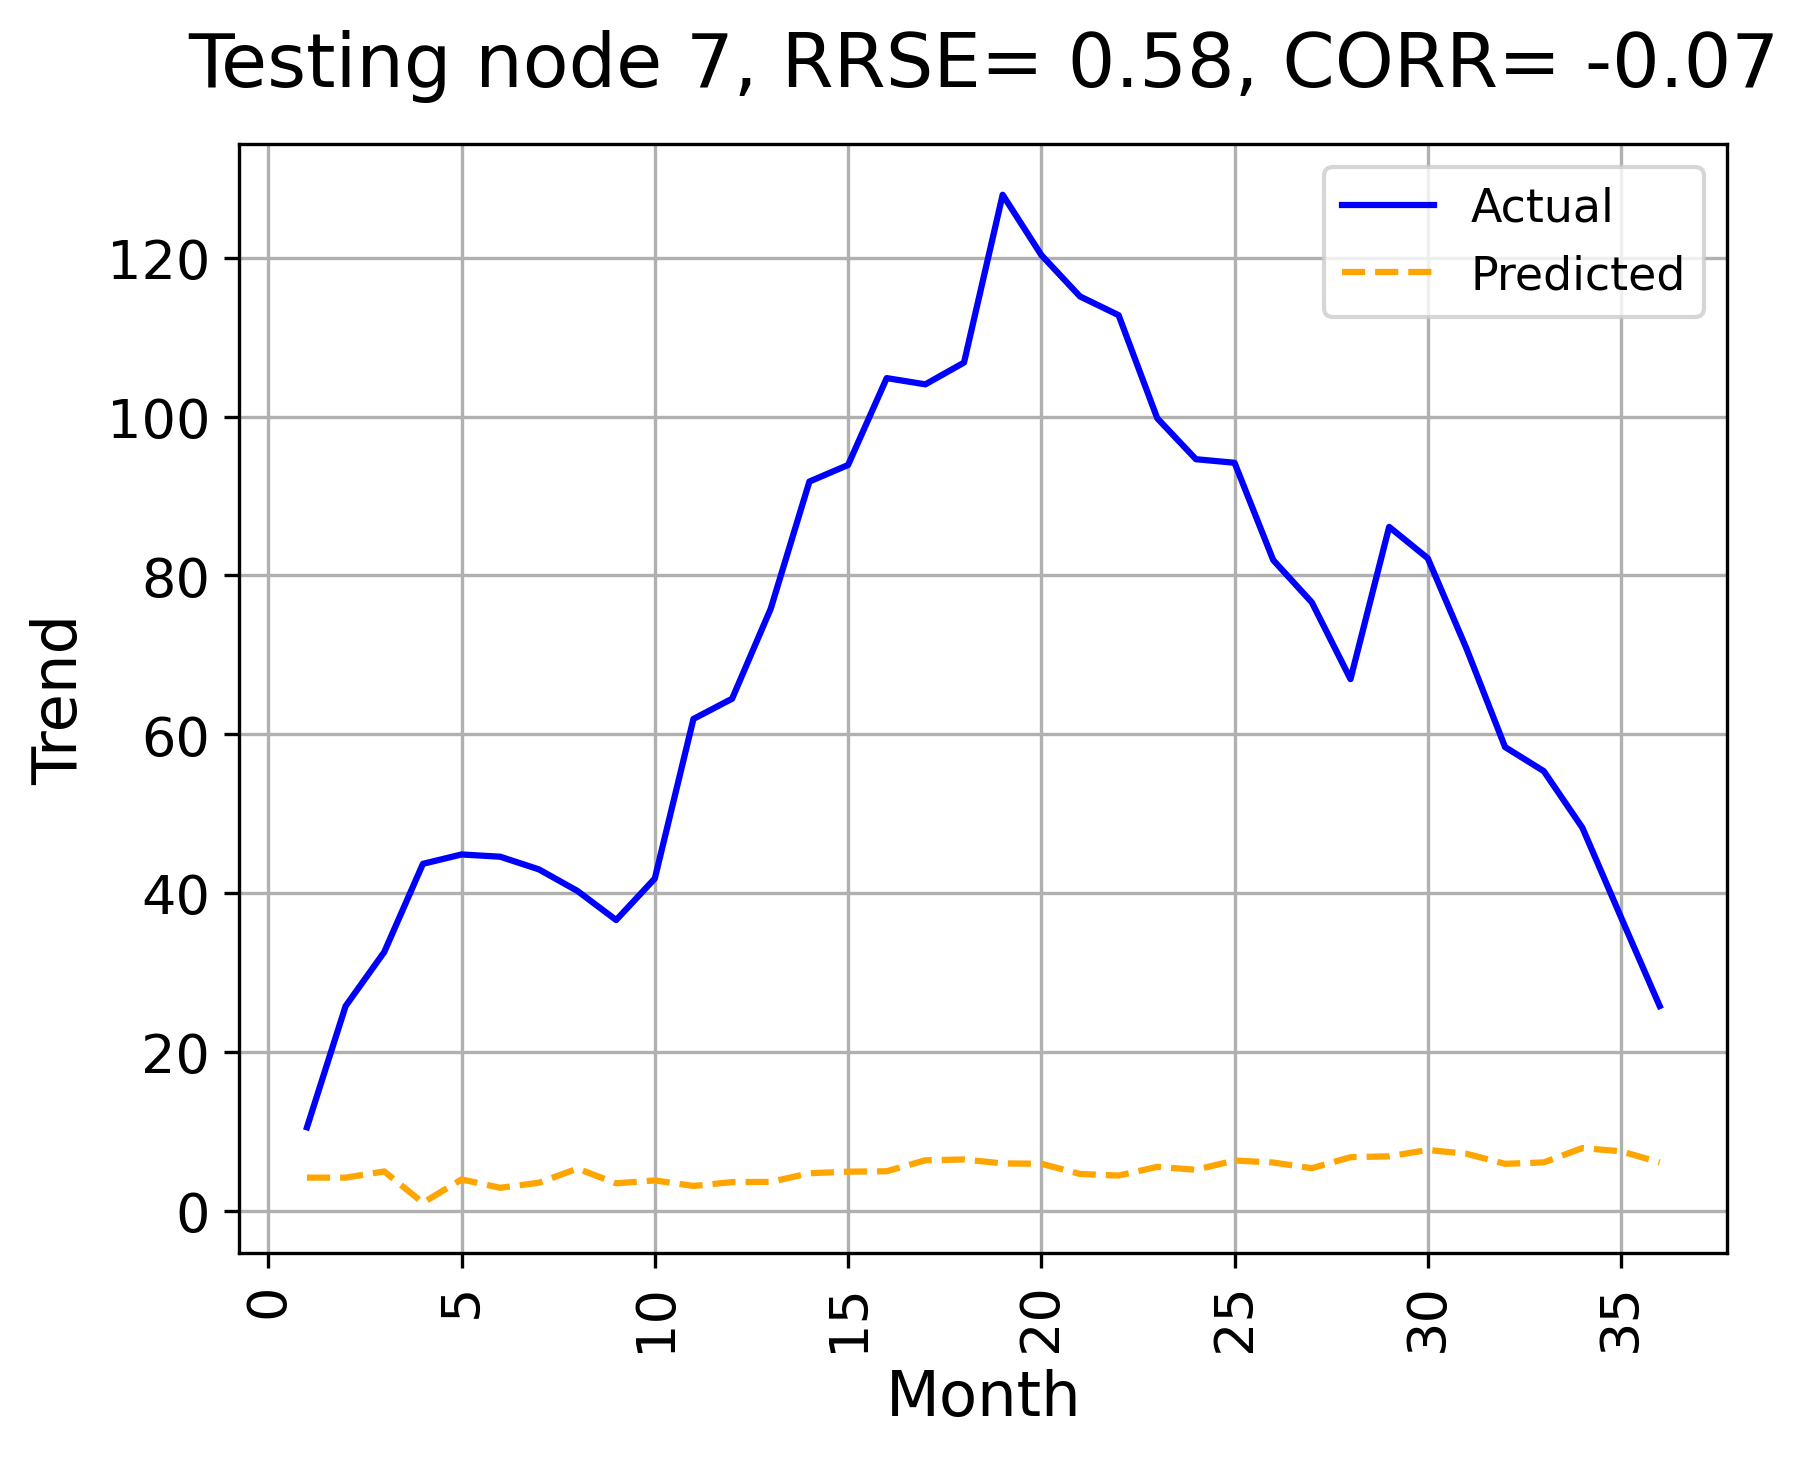 Testing node 7, RRSE= 0.58, CORR= -0.07
Actual
Predicted
120
100
80
60
40
20
0
Trend
0 5 10 15 20 25 30 35
Month